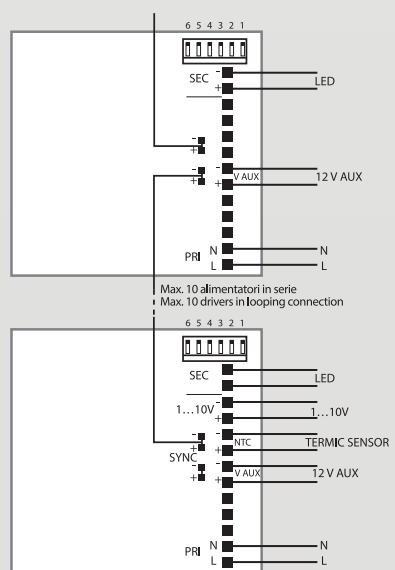 6 5 4 3 2 1
SEC
-
+
LED
-
+
-
+
-
+
V AUX
12 V AUX
PRI
N
L
N
L
Max. 10 alimentatori in serie
Max. 10 drivers in looping connection
6 5 4 3 2 1
SEC
LED
1...10V
-
+
1...10V
-
+
SYNC
-
+
NTC
TERMIC SENSOR
-
+
-
+
V AUX
12 V AUX
PRI
N
L
N
L